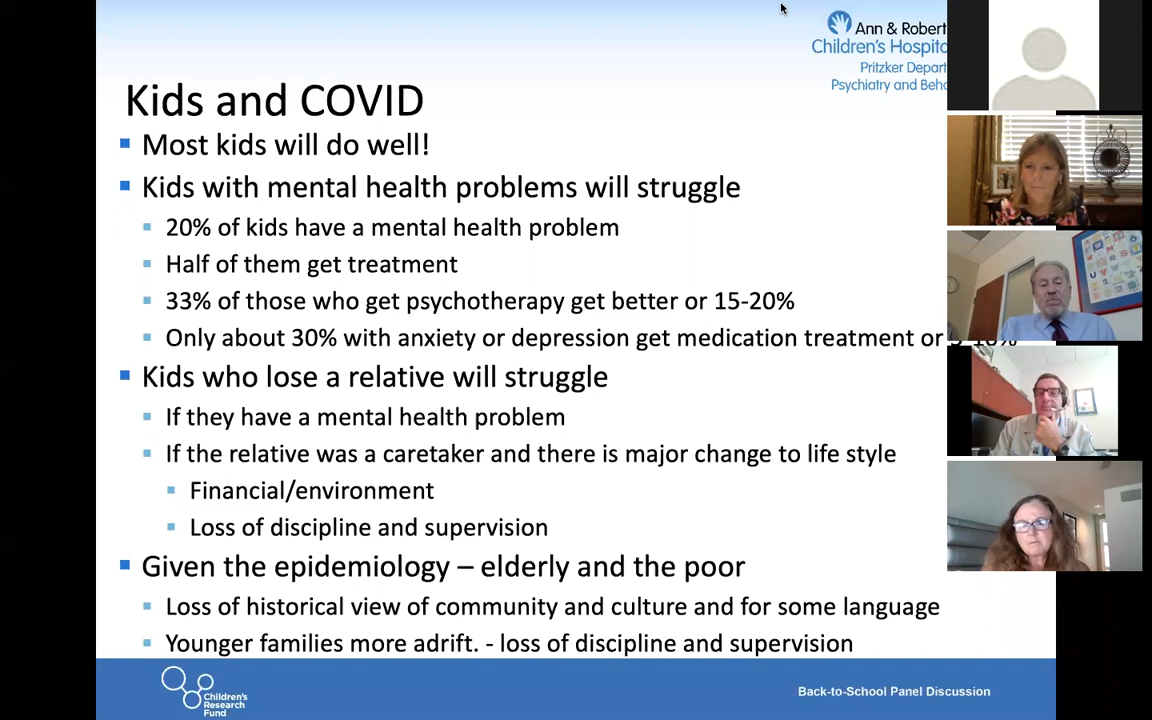 Ann & Robert
Children's Hospit
Pritzker Depart
Psychiatry and Beh
Kids and COVID
Most kids will do well!
Kids with mental health problems will struggle
20% of kids have a mental health problem
Half of them get treatment
33% of those who get psychotherapy get better or 15-20%
Only about 30% with anxiety or depression get medication treatment or
Kids who lose a relative will struggle
If they have a mental health problem
If the relative was a caretaker and there is major change to life style
Financial/environment
Loss of discipline and supervision
Given the epidemiology – elderly and the poor
Loss of historical view of community and culture and for some language
Younger families more adrift. - loss of discipline and supervision
Children's
Research
Fund
Back-to-School Panel Discussion